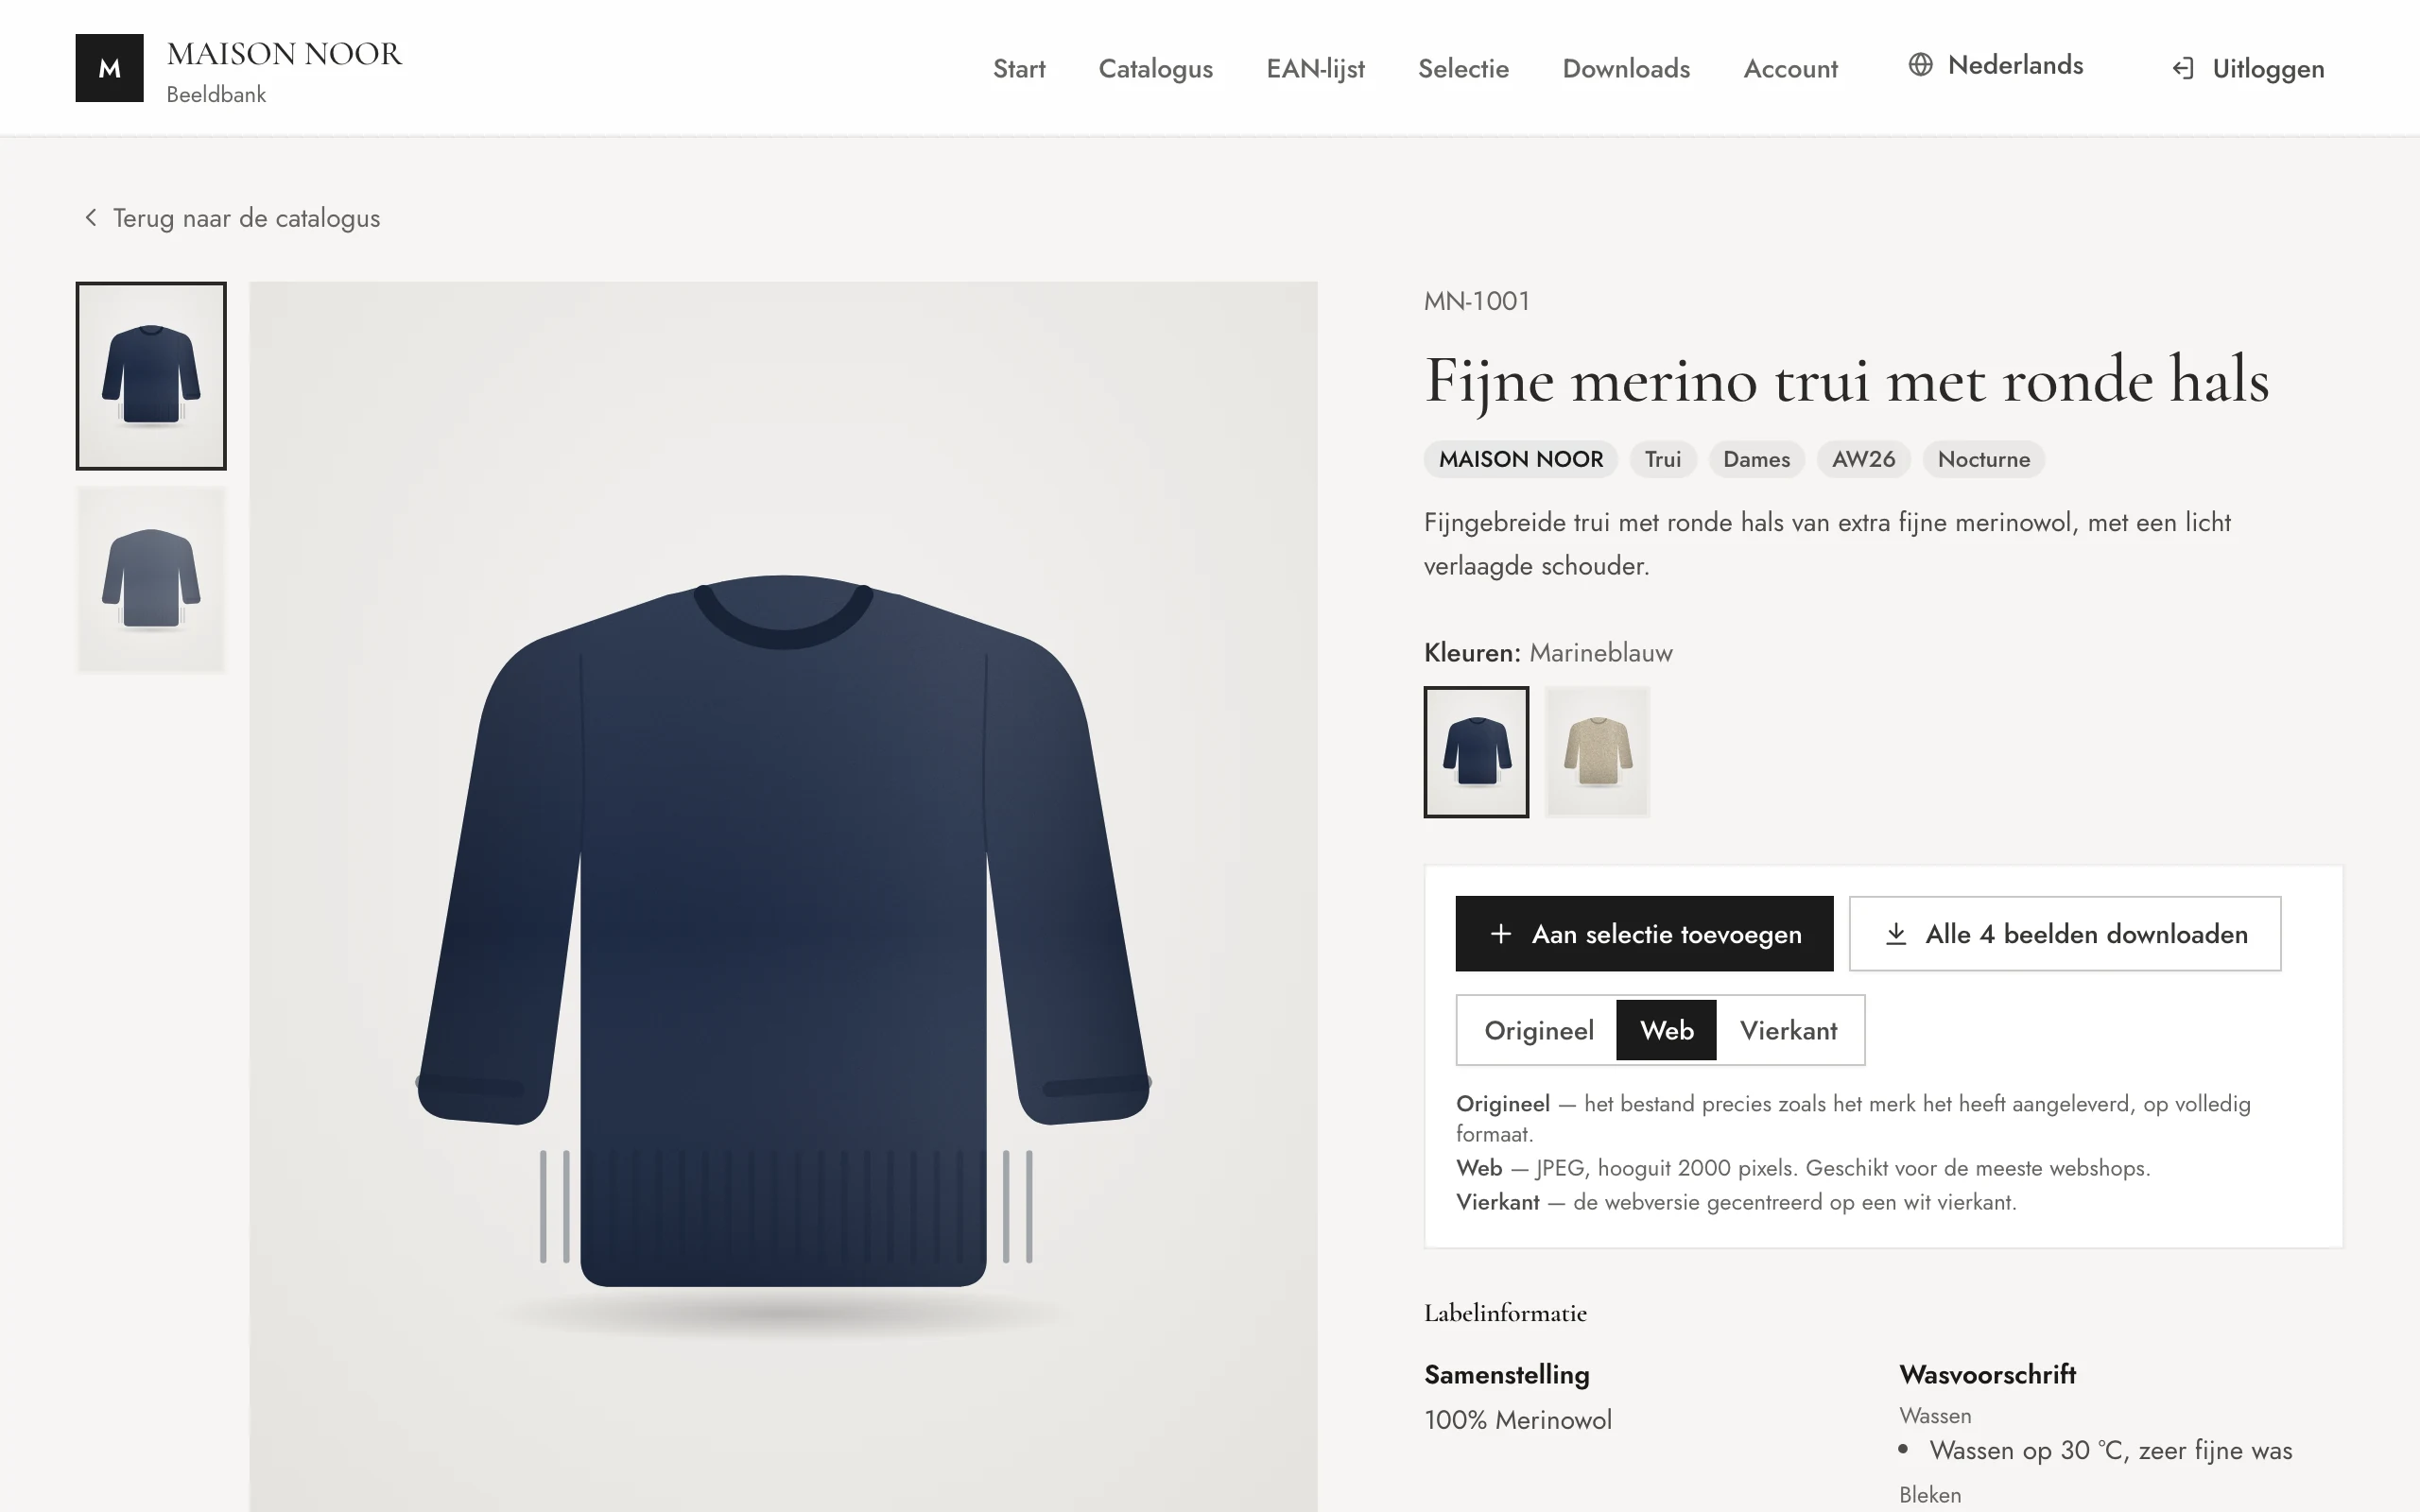 M
MAISON NOOR
Beeldbank
Start
Catalogus
EAN-lijst
Selectie
Downloads
Account
Nederlands
Uitloggen
Terug naar de catalogus
MN-1001
Fijne merino trui met ronde hals
MAISON NOOR
Trui
Dames
AW26
Nocturne
Fijngebreide trui met ronde hals van extra fijne merinowol, met een licht
verlaagde schouder.
Kleuren: Marineblauw
Aan selectie toevoegen
Alle 4 beelden downloaden
Origineel
Web
Vierkant
Origineel — het bestand precies zoals het merk het heeft aangeleverd, op volledig
formaat.
Web — JPEG, hooguit 2000 pixels. Geschikt voor de meeste webshops.
Vierkant — de webversie gecentreerd op een wit vierkant.
Labelinformatie
Samenstelling
100% Merinowol
Wasvoorschrift
Wassen
• Wassen op 30 °C, zeer fijne was
Bleken